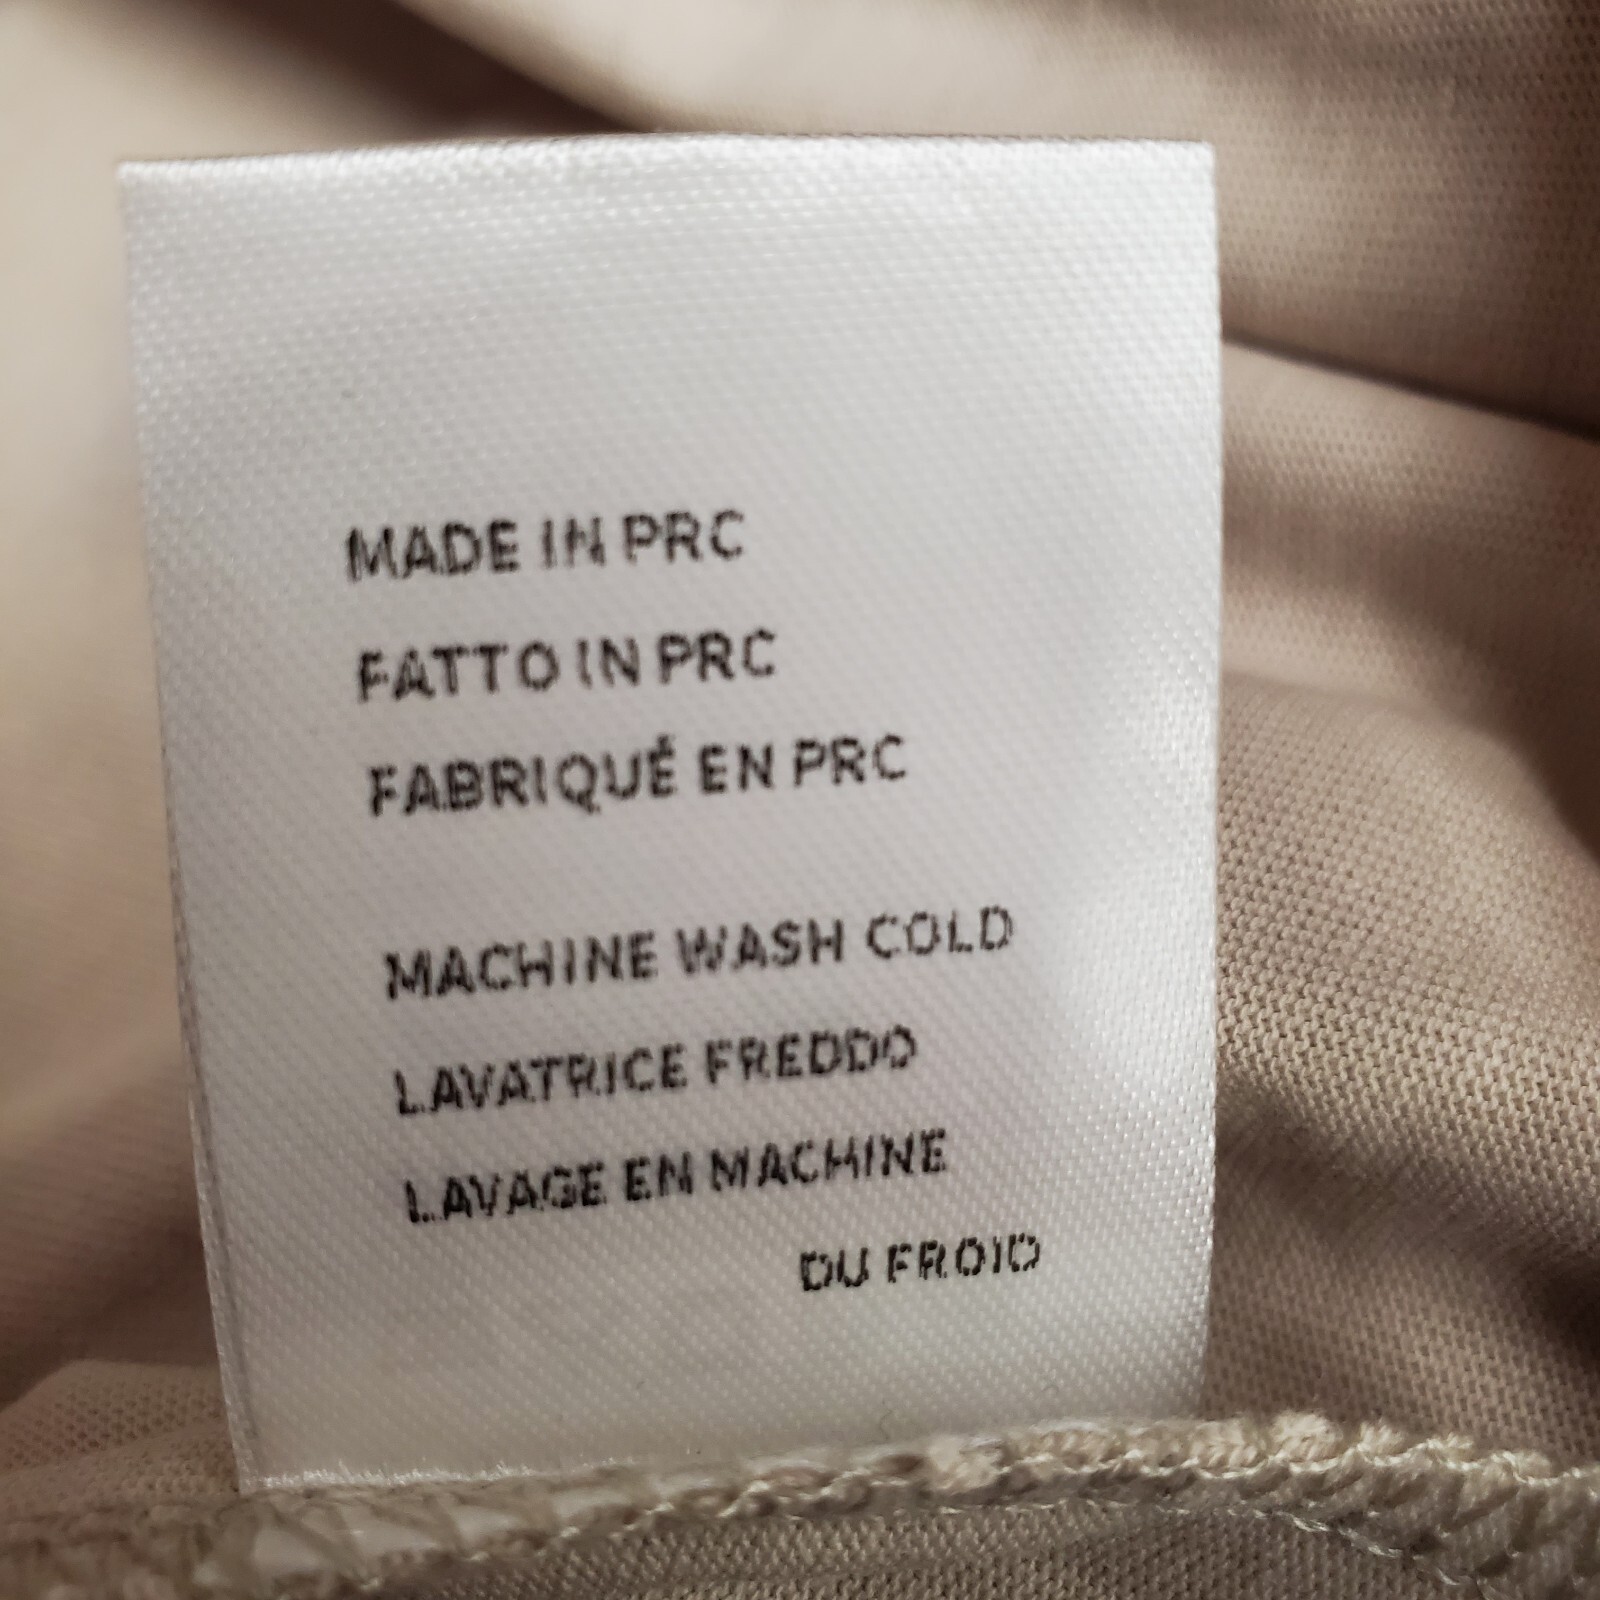 MADE IN PRC
FATTO IN PRC
FABRIQUÉ EN PRC
MACHINE WASH COLD
LAVATRICE FREDDO
LAVAGE EN MACHINE
DU FROID